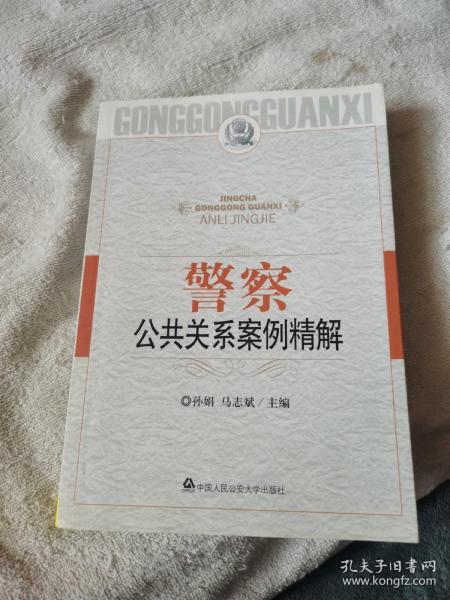 GONGGONGGUANXI
JINGCHA
GONGGONG GUANXI
ANLI JINGJIE
警察
公共关系案例精解
◎孙娟 马志斌/主编
中国人民公安大学出版社
孔夫子旧书网
www.kongfz.com